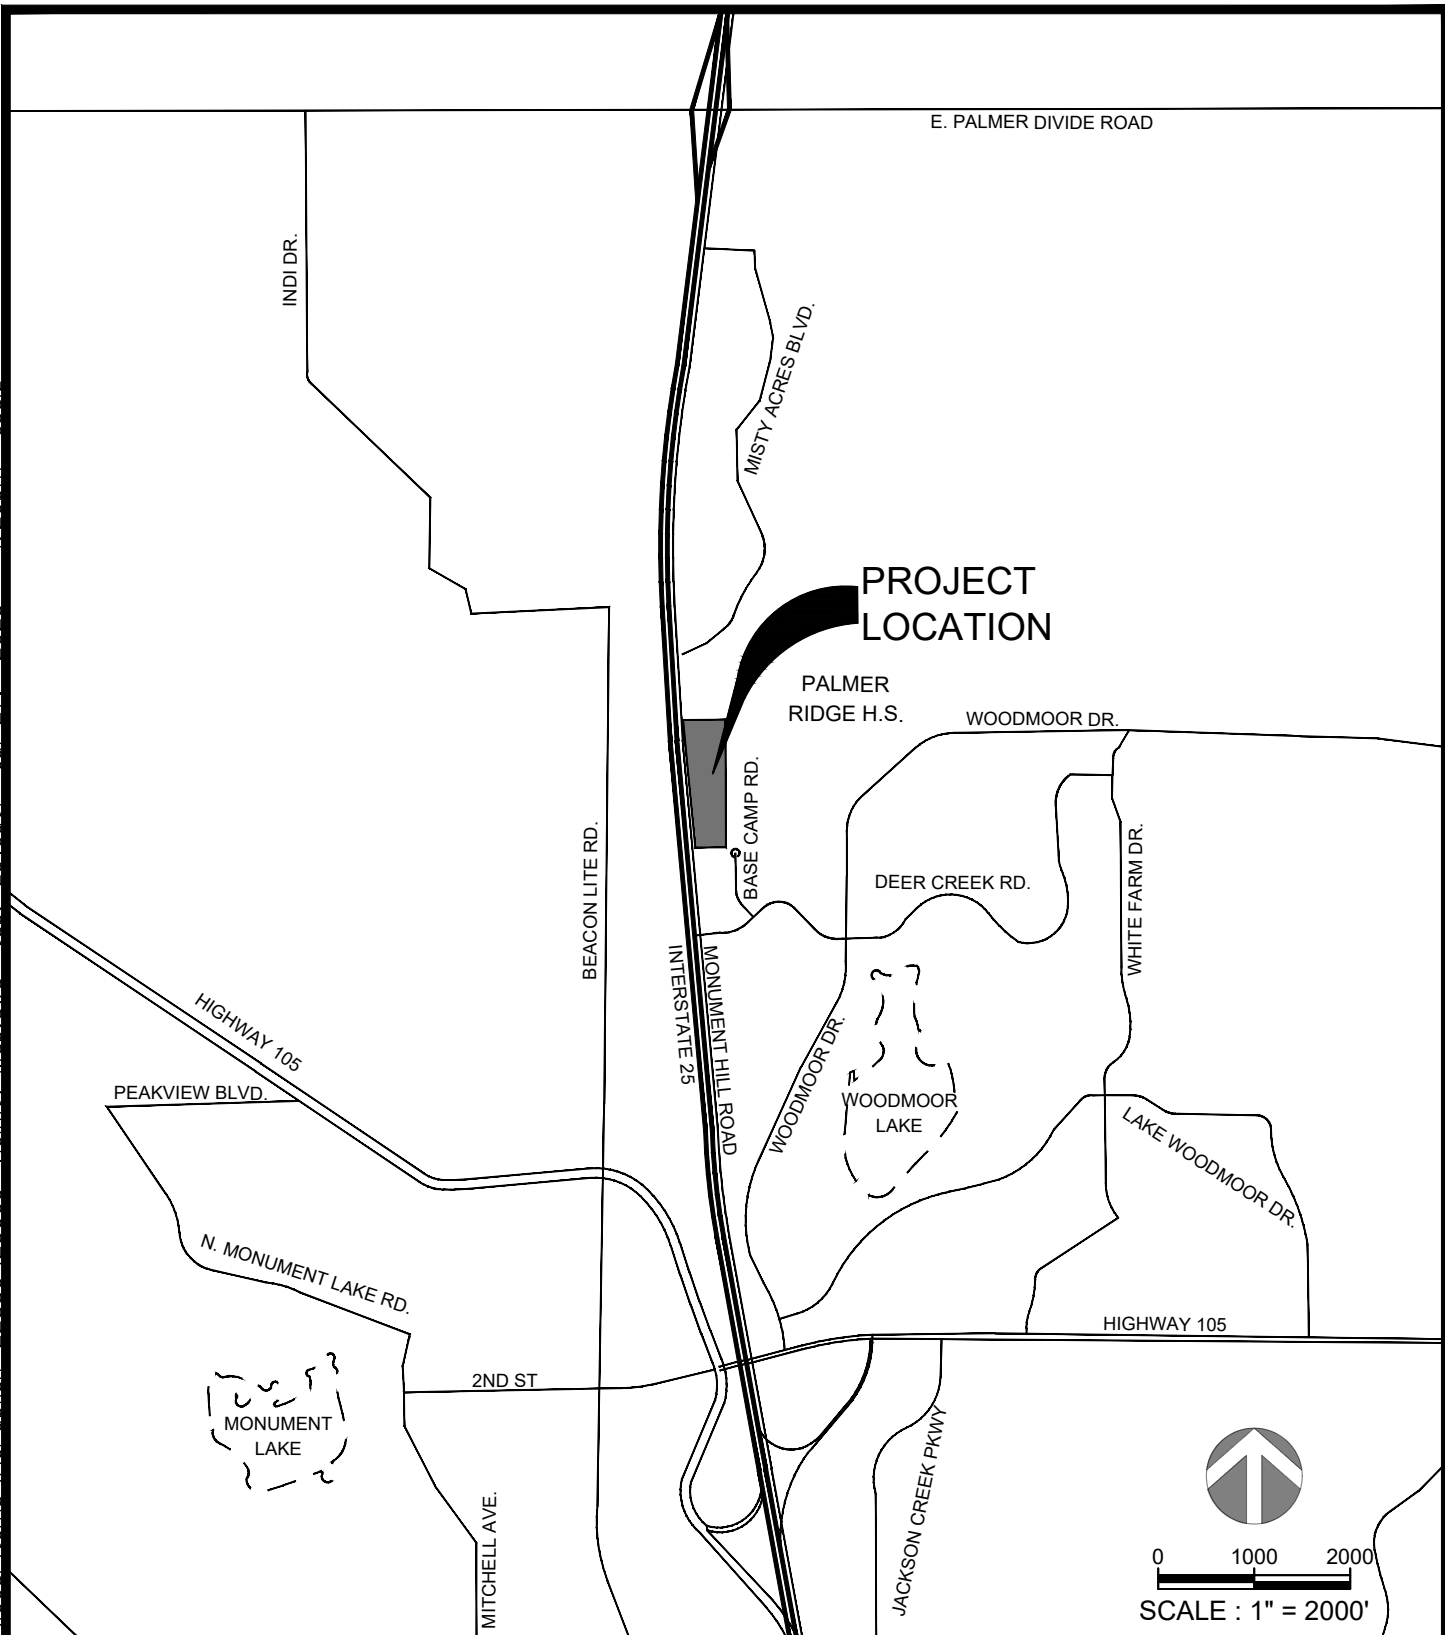 E. PALMER DIVIDE ROAD
INDI DR.
MISTY ACRES BLVD.
PROJECT
LOCATION
PALMER
RIDGE H.S.
WOODMOOR DR.
BASE CAMP RD.
BEACON LITE RD.
DEER CREEK RD.
WHITE FARM DR.
HIGHWAY 105
MONUMENT HILL ROAD
INTERSTATE 25
WOODMOOR DR.
PEAKVIEW BLVD.
WOODMOOR
LAKE
LAKE WOODMOOR DR.
N. MONUMENT LAKE RD.
HIGHWAY 105
2ND ST
MONUMENT
LAKE
JACKSON CREEK PKWY
MITCHELL AVE.
0 1000 2000
SCALE : 1" = 2000'